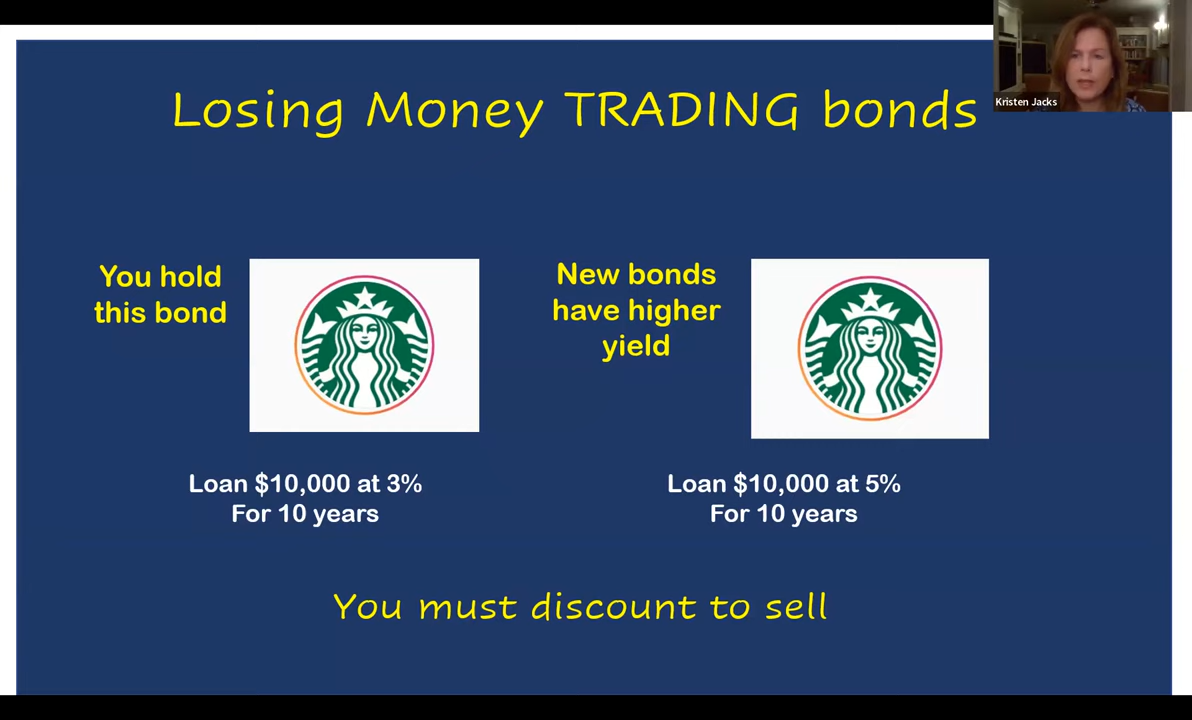 Kristen Jacks
Losing Money TRADING bonds
You hold
this bond
New bonds
have higher
yield
Loan $10,000 at 3%
For 10 years
Loan $10,000 at 5%
For 10 years
You must discount to sell